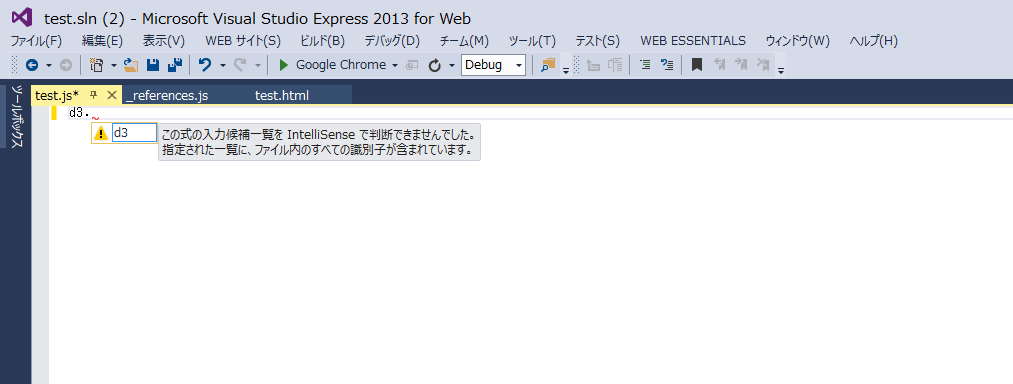 test.sln (2) - Microsoft Visual Studio Express 2013 for Web
ファイル(F) 編集(E) 表示(V) WEB サイト(S) ビルド(B) デバッグ(D) チーム(M) ツール(T) テスト(S) WEB ESSENTIALS ウィンドウ(W) ヘルプ(H)
Google Chrome Debug
ツールボックス
test.js* _references.js test.html
d3.
d3 この式の入力候補一覧を IntelliSense で判断できませんでした。
指定された一覧に、ファイル内のすべての識別子が含まれています。